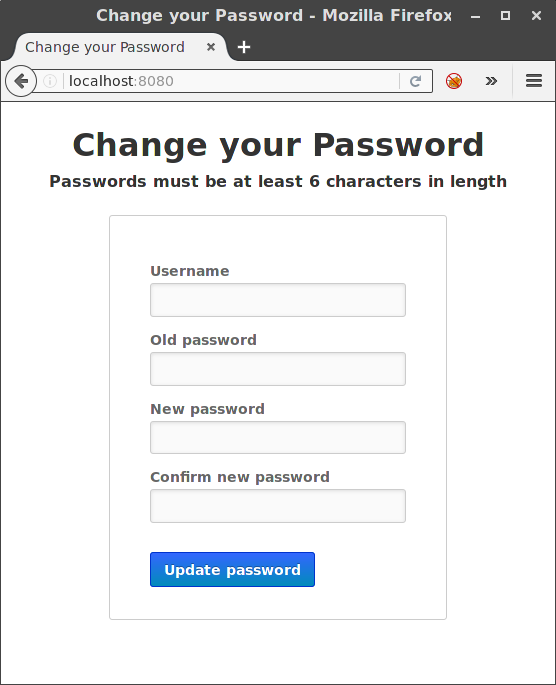 Change your Password - Mozilla Firefox
Change your Password
localhost:8080
Change your Password
Passwords must be at least 6 characters in length
Username
Old password
New password
Confirm new password
Update password